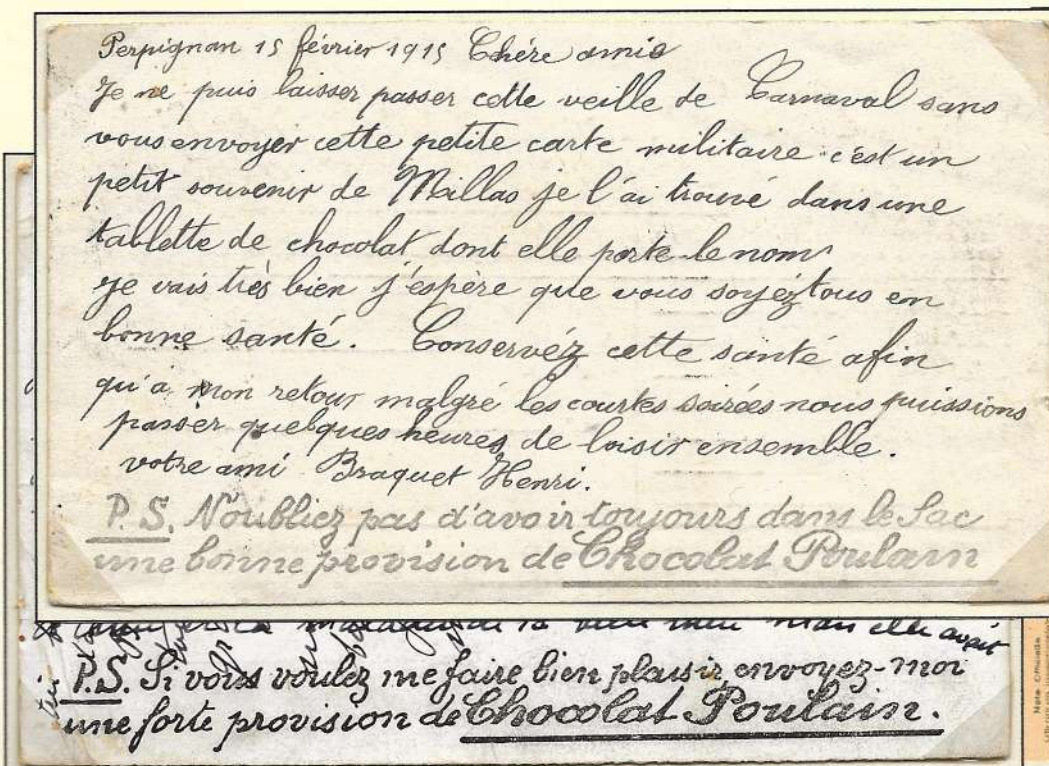 Perpignan 15 février 1915 Chère amie
Je ne puis laisser passer cette veille de Carnaval sans
vous envoyer cette petite carte militaire c'est un
petit souvenir de Millas je l'ai trouvé dans une
tablette de chocolat dont elle porte le nom
Je vais très bien j'espère que vous soyéz tous en
bonne santé. Conservéz cette santé afin
qu'a mon retour malgré les courtes soirées nous puissions
passer quelques heures de loisir ensemble.
votre ami Braquet Henri.
P.S. N'oubliez pas d'avoir toujours dans le Sac
une bonne provision de Chocolat Poulain
mais elle avait
P.S. Si vous voulez me faire bien plaisir, envoyez-moi
une forte provision de Chocolat Poulain.